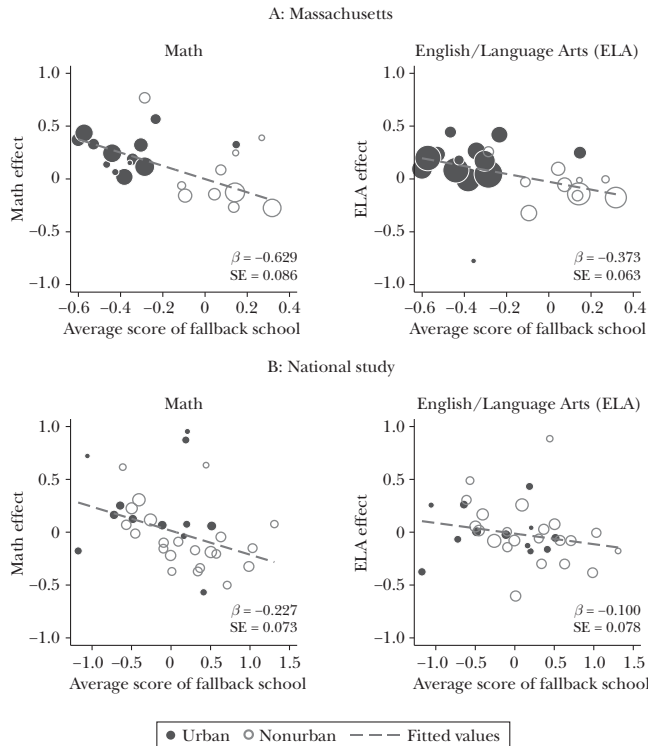 A: Massachusetts
Math
English/Language Arts (ELA)
1.0
0.5
0
−0.5
−1.0
Math effect
β = −0.629
SE = 0.086
−0.6 −0.4 −0.2 0 0.2 0.4
Average score of fallback school
1.0
0.5
0
−0.5
−1.0
ELA effect
β = −0.373
SE = 0.063
−0.6 −0.4 −0.2 0 0.2 0.4
Average score of fallback school
B: National study
Math
English/Language Arts (ELA)
1.0
0.5
0
−0.5
−1.0
Math effect
β = −0.227
SE = 0.073
−1.0 −0.5 0 0.5 1.0 1.5
Average score of fallback school
1.0
0.5
0
−0.5
−1.0
ELA effect
β = −0.100
SE = 0.078
−1.0 −0.5 0 0.5 1.0 1.5
Average score of fallback school
Urban Nonurban Fitted values